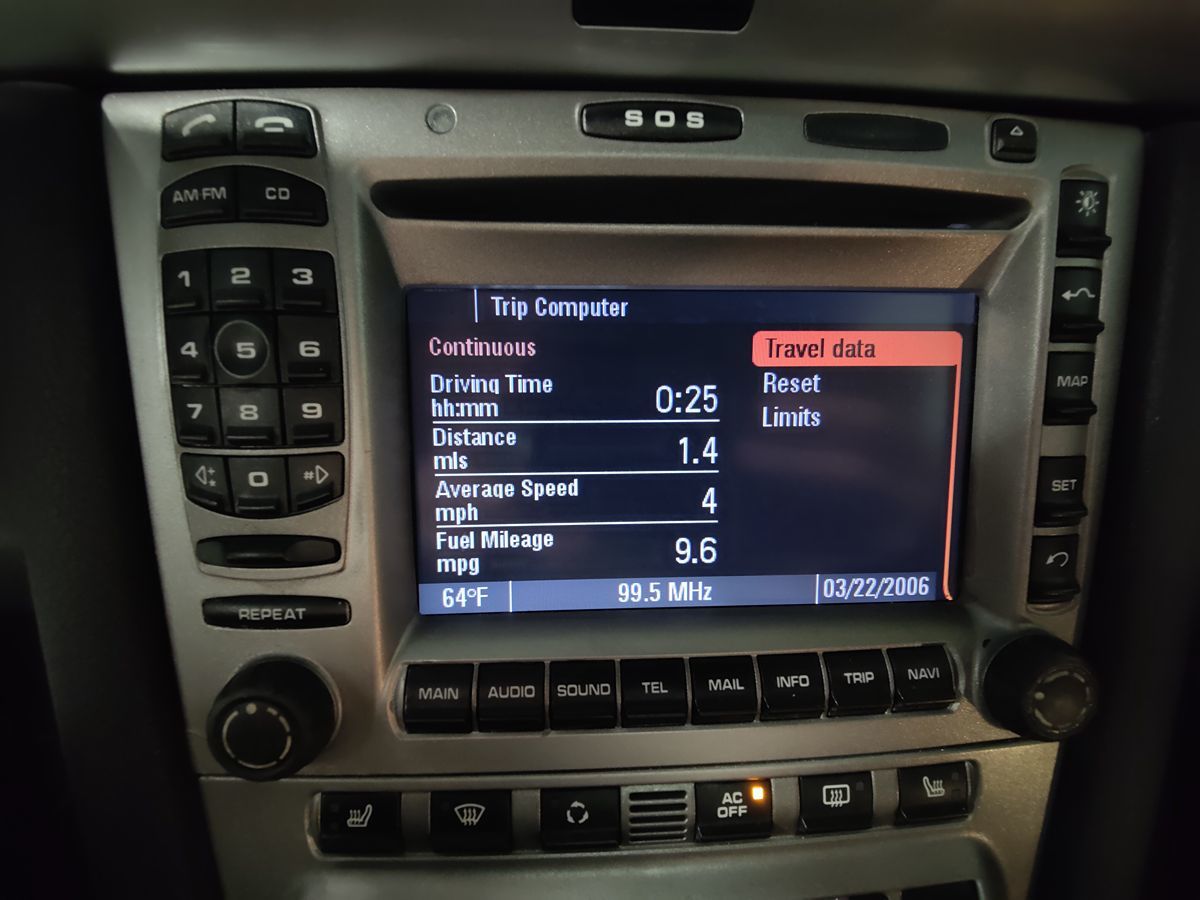 SOS
AM·FM CD
1 2 3
4 5 6
7 8 9
* 0 #
REPEAT
Trip Computer
Continuous
Driving Time
hh:mm 0:25
Distance
mls 1.4
Average Speed
mph 4
Fuel Mileage
mpg 9.6
Travel data
Reset
Limits
64°F 99.5 MHz 03/22/2006
MAP
SET
MAIN AUDIO SOUND TEL MAIL INFO TRIP NAVI
AC
OFF